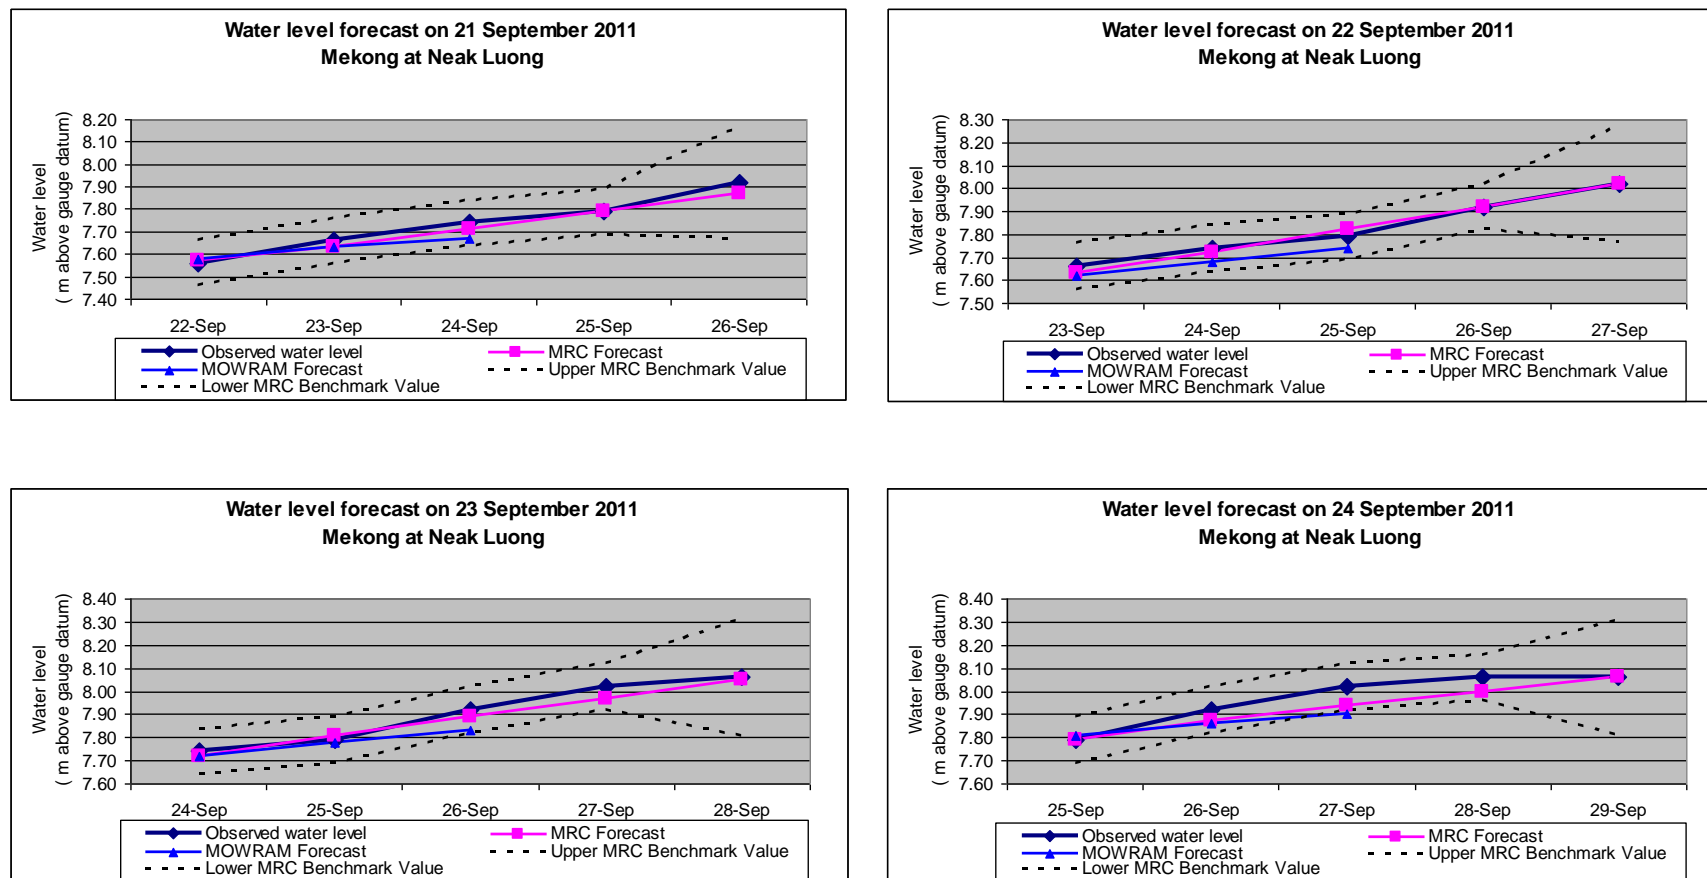 Water level forecast on 21 September 2011
Mekong at Neak Luong
Water level
( m above gauge datum)
8.20
8.10
8.00
7.90
7.80
7.70
7.60
7.50
7.40
22-Sep 23-Sep 24-Sep 25-Sep 26-Sep
Observed water level MRC Forecast
MOWRAM Forecast Upper MRC Benchmark Value
Lower MRC Benchmark Value
Water level forecast on 22 September 2011
Mekong at Neak Luong
Water level
( m above gauge datum)
8.30
8.20
8.10
8.00
7.90
7.80
7.70
7.60
7.50
23-Sep 24-Sep 25-Sep 26-Sep 27-Sep
Observed water level MRC Forecast
MOWRAM Forecast Upper MRC Benchmark Value
Lower MRC Benchmark Value
Water level forecast on 23 September 2011
Mekong at Neak Luong
Water level
( m above gauge datum)
8.40
8.30
8.20
8.10
8.00
7.90
7.80
7.70
7.60
24-Sep 25-Sep 26-Sep 27-Sep 28-Sep
Observed water level MRC Forecast
MOWRAM Forecast Upper MRC Benchmark Value
Lower MRC Benchmark Value
Water level forecast on 24 September 2011
Mekong at Neak Luong
Water level
( m above gauge datum)
8.40
8.30
8.20
8.10
8.00
7.90
7.80
7.70
7.60
25-Sep 26-Sep 27-Sep 28-Sep 29-Sep
Observed water level MRC Forecast
MOWRAM Forecast Upper MRC Benchmark Value
Lower MRC Benchmark Value